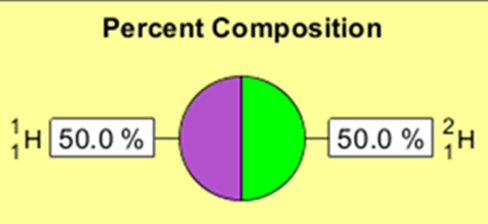 Percent Composition
¹₁H 50.0 % 50.0 % ²₁H